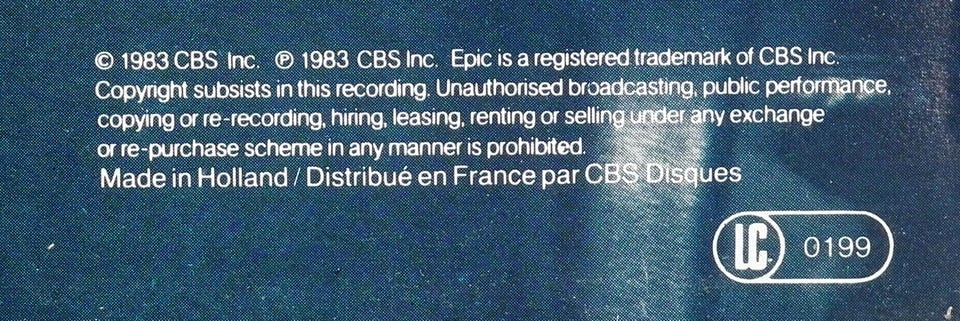 © 1983 CBS Inc. ℗ 1983 CBS Inc. Epic is a registered trademark of CBS Inc.
Copyright subsists in this recording. Unauthorised broadcasting, public performance,
copying or re-recording, hiring, leasing, renting or selling under any exchange
or re-purchase scheme in any manner is prohibited.
Made in Holland / Distribué en France par CBS Disques
LC 0199